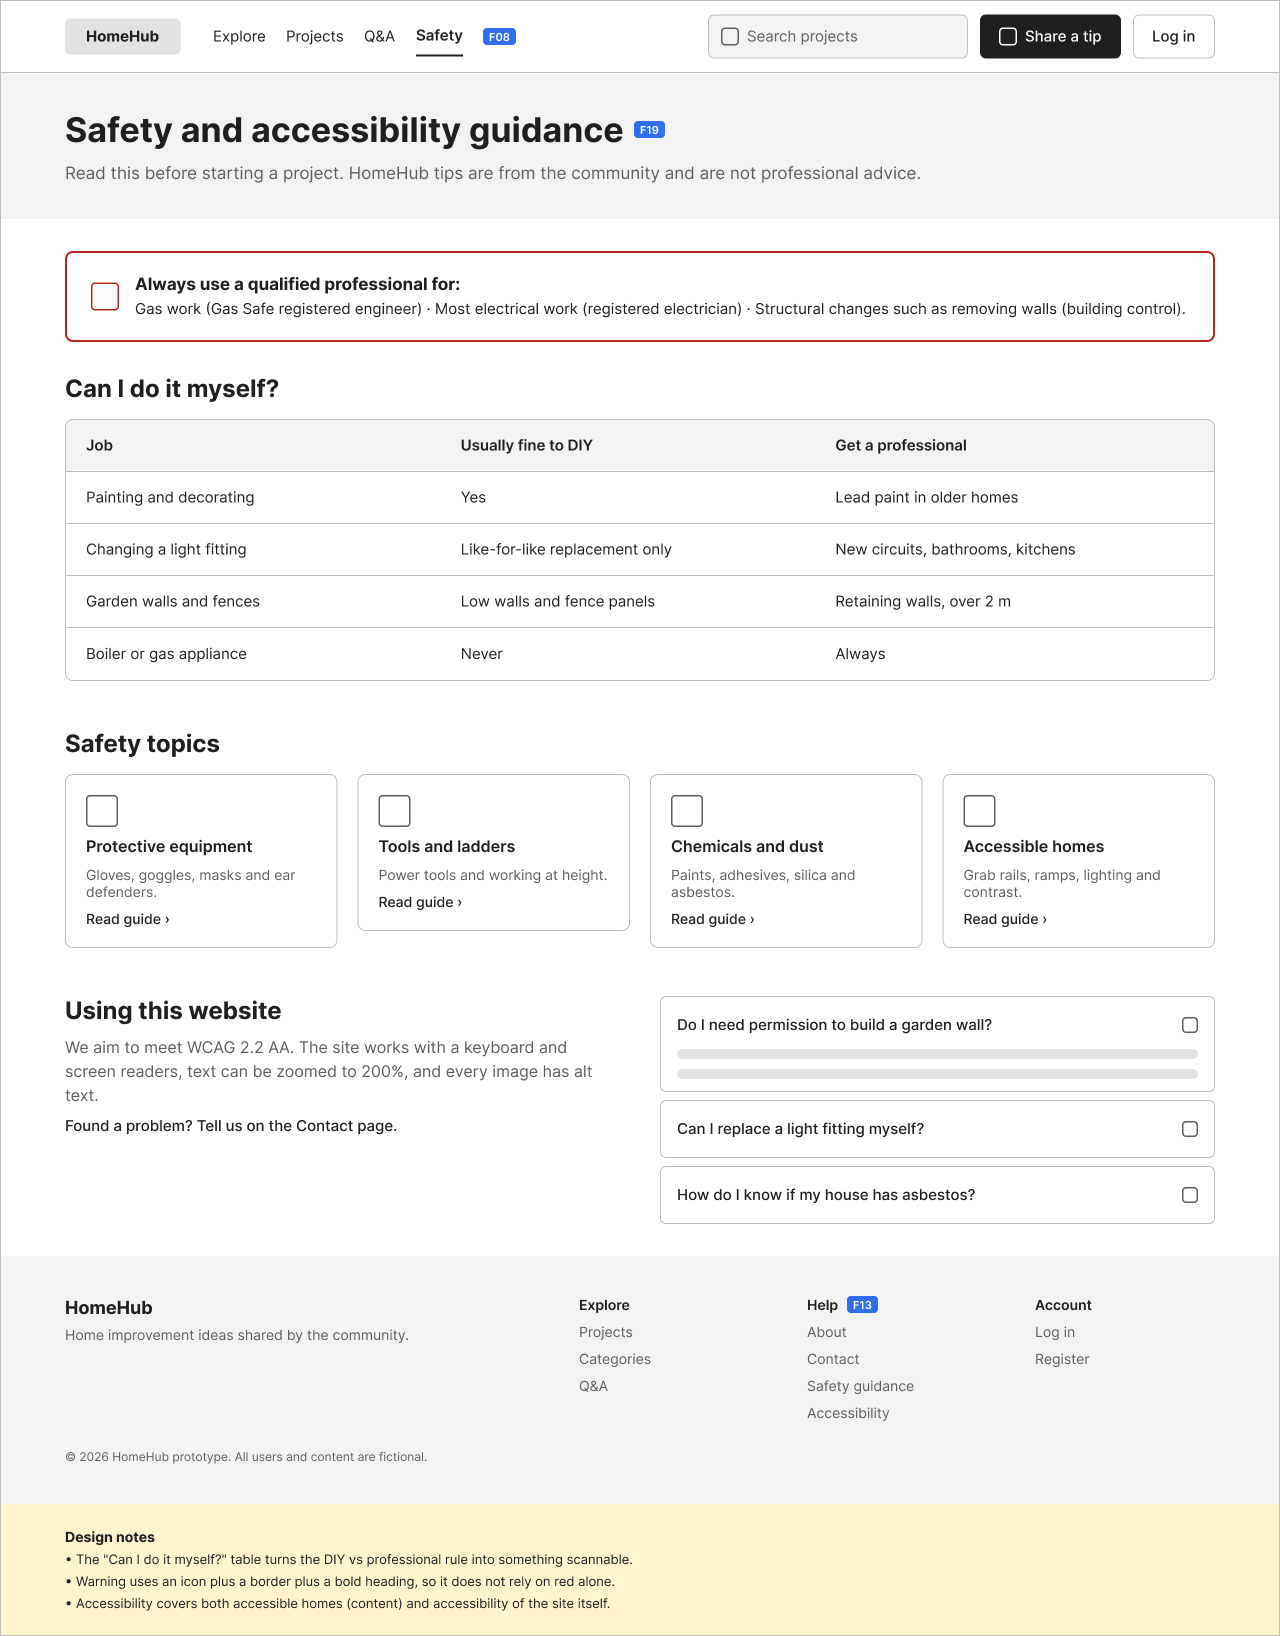 HomeHub
Explore
Projects
Q&A
Safety
F08
Search projects
Share a tip
Log in
Safety and accessibility guidance
F19
Read this before starting a project. HomeHub tips are from the community and are not professional advice.
Always use a qualified professional for:
Gas work (Gas Safe registered engineer) · Most electrical work (registered electrician) · Structural changes such as removing walls (building control).
Can I do it myself?
Job
Usually fine to DIY
Get a professional
Painting and decorating
Yes
Lead paint in older homes
Changing a light fitting
Like-for-like replacement only
New circuits, bathrooms, kitchens
Garden walls and fences
Low walls and fence panels
Retaining walls, over 2 m
Boiler or gas appliance
Never
Always
Safety topics
Protective equipment
Gloves, goggles, masks and ear
defenders.
Read guide ›
Tools and ladders
Power tools and working at height.
Read guide ›
Chemicals and dust
Paints, adhesives, silica and
asbestos.
Read guide ›
Accessible homes
Grab rails, ramps, lighting and
contrast.
Read guide ›
Using this website
We aim to meet WCAG 2.2 AA. The site works with a keyboard and
screen readers, text can be zoomed to 200%, and every image has alt
text.
Found a problem? Tell us on the Contact page.
Do I need permission to build a garden wall?
Can I replace a light fitting myself?
How do I know if my house has asbestos?
HomeHub
Home improvement ideas shared by the community.
Explore
Projects
Categories
Q&A
Help
F13
About
Contact
Safety guidance
Accessibility
Account
Log in
Register
© 2026 HomeHub prototype. All users and content are fictional.
Design notes
• The "Can I do it myself?" table turns the DIY vs professional rule into something scannable.
• Warning uses an icon plus a border plus a bold heading, so it does not rely on red alone.
• Accessibility covers both accessible homes (content) and accessibility of the site itself.